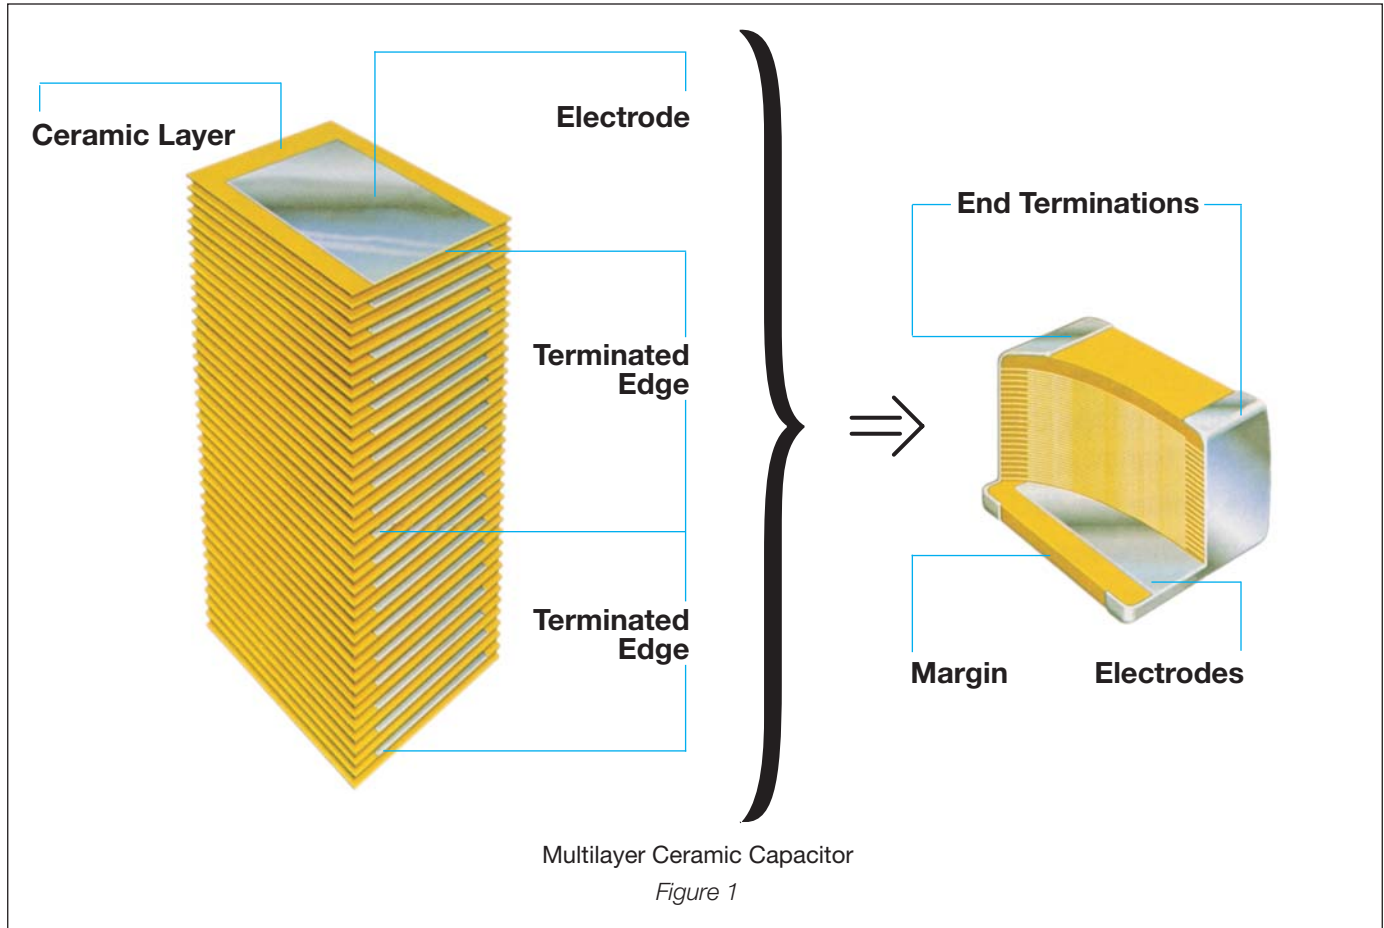 Ceramic Layer
Electrode
Terminated
Edge
Terminated
Edge
End Terminations
Margin
Electrodes
Multilayer Ceramic Capacitor
Figure 1